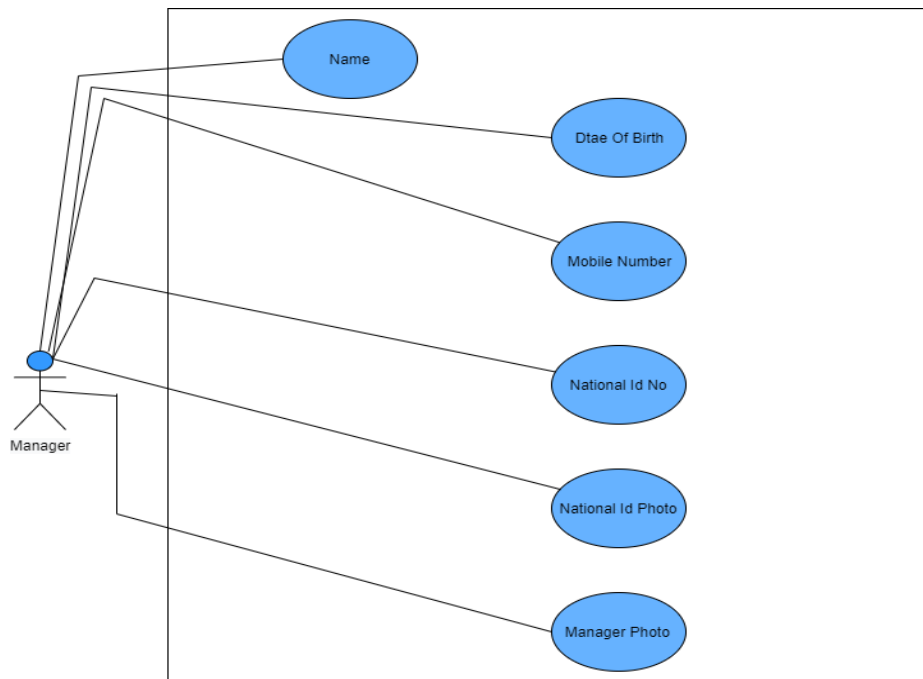 Name
Dtae Of Birth
Mobile Number
National Id No
Manager
National Id Photo
Manager Photo